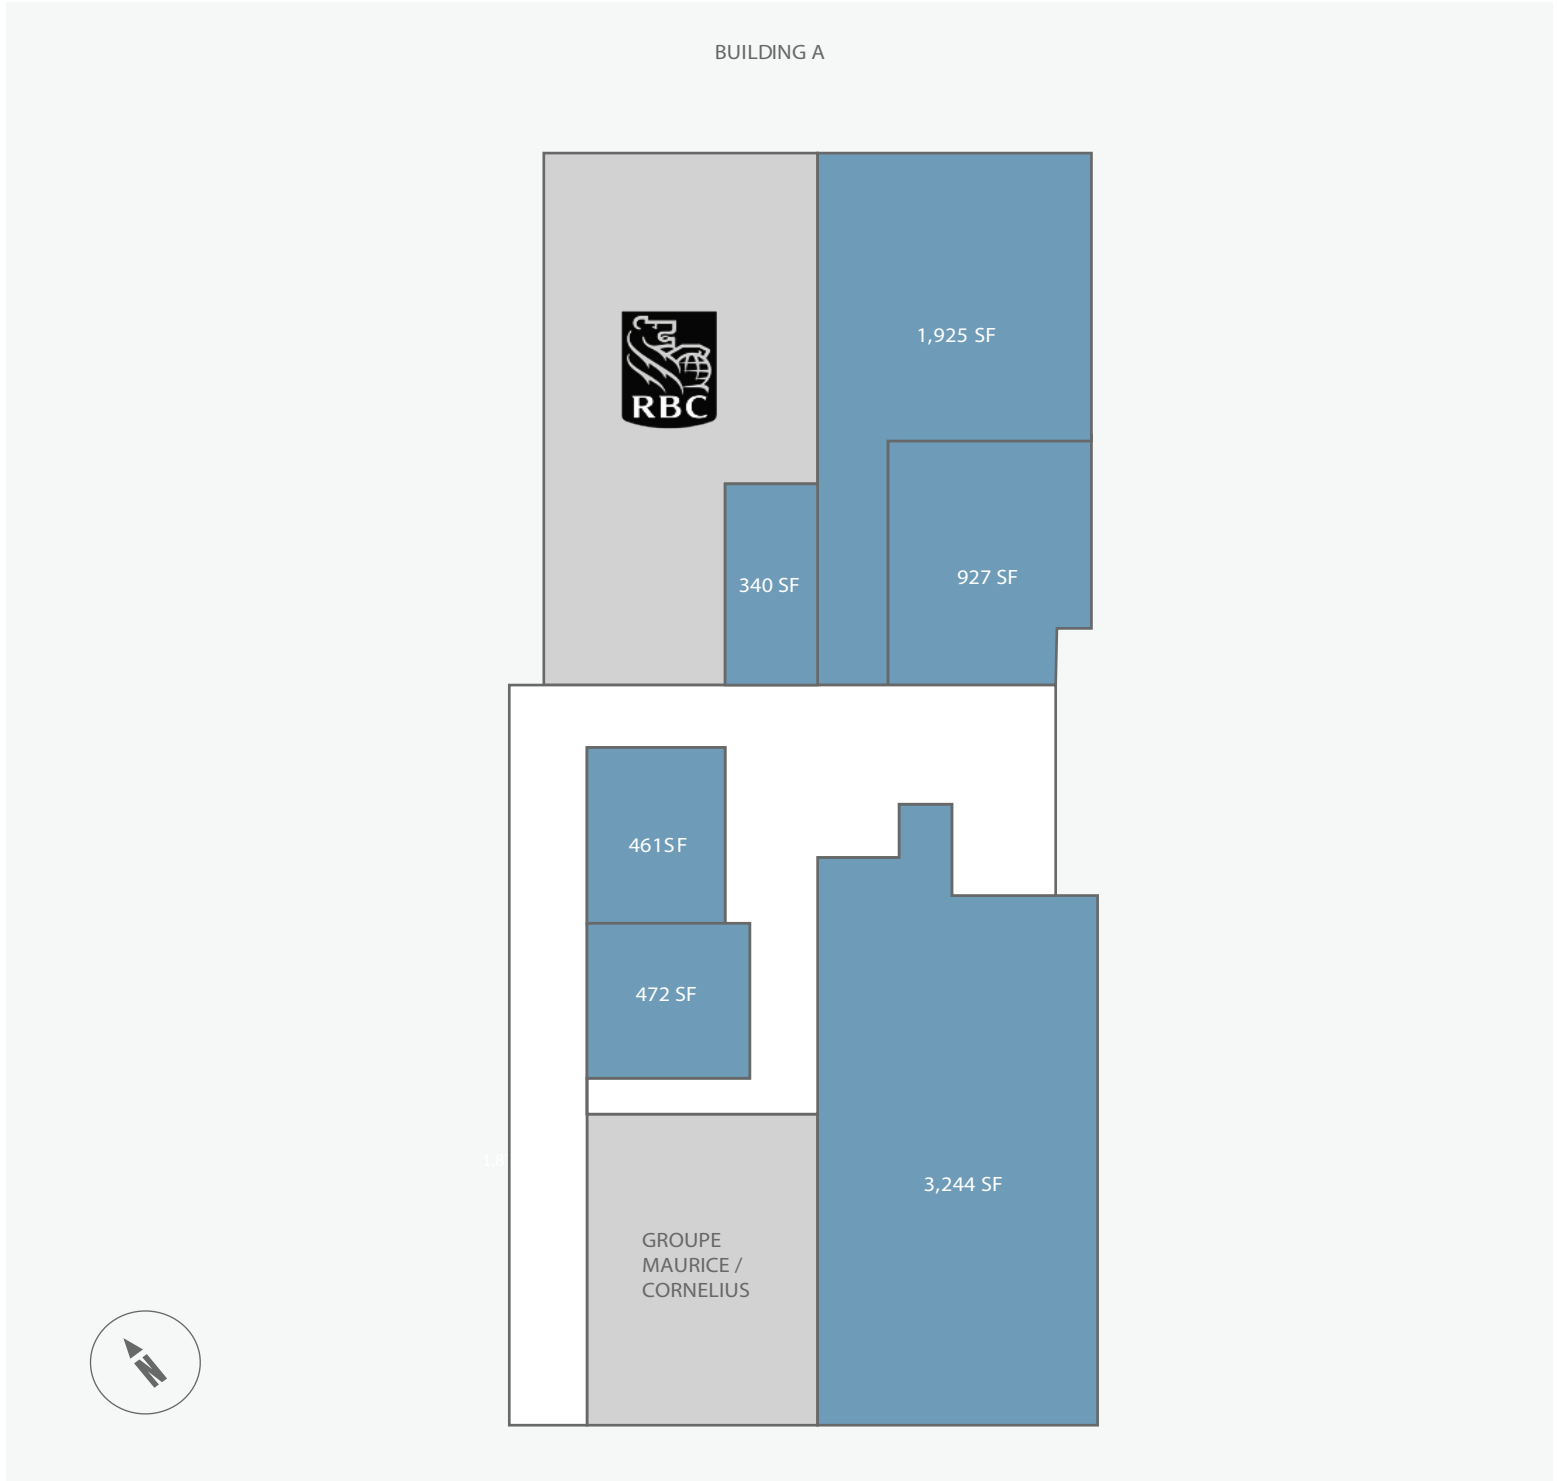 BUILDING A
RBC
1,925 SF
340 SF
927 SF
461SF
472 SF
3,244 SF
GROUPE
MAURICE /
CORNELIUS
N